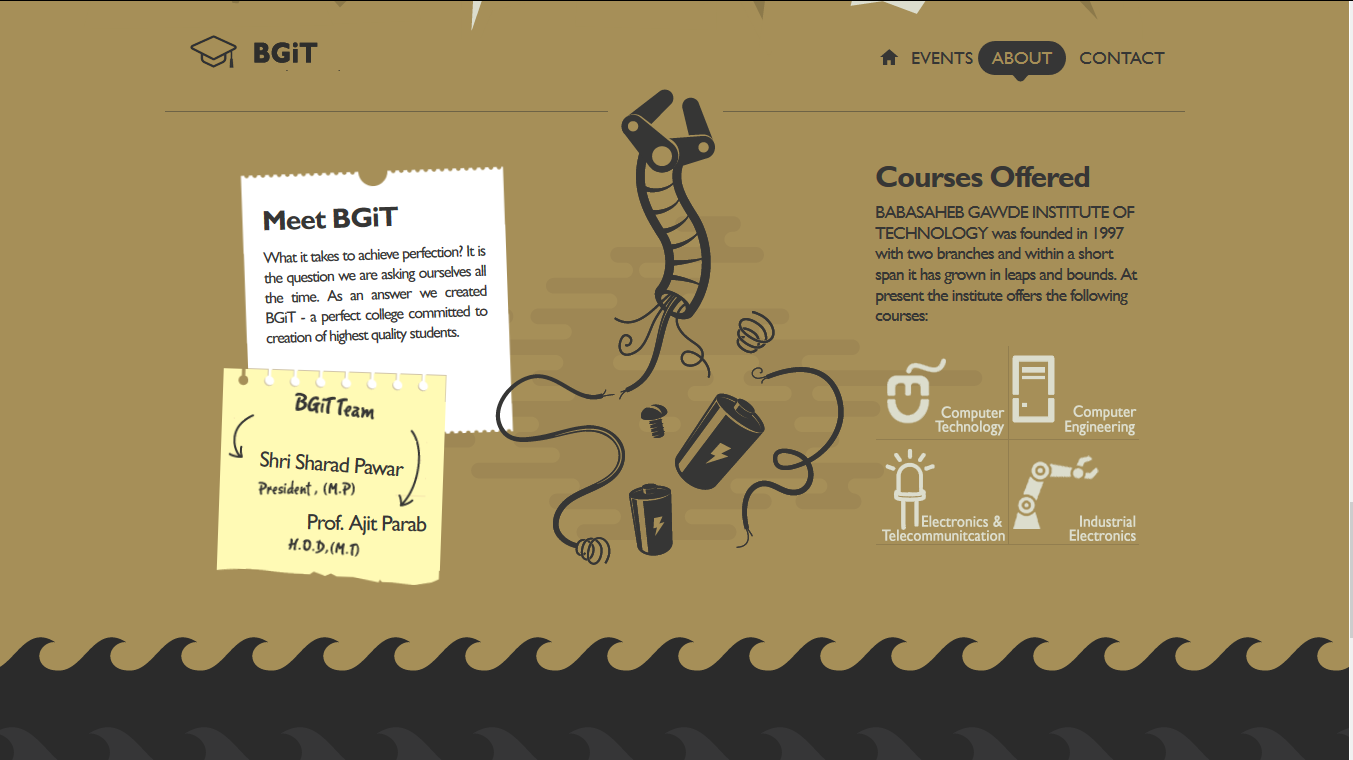 BGiT
EVENTS ABOUT CONTACT
Meet BGiT
What it takes to achieve perfection? It is
the question we are asking ourselves all
the time. As an answer we created
BGiT - a perfect college committed to
creation of highest quality students.
BGiT Team
Shri Sharad Pawar
President, (M.P)
Prof. Ajit Parab
H.O.D,(M.T)
Courses Offered
BABASAHEB GAWDE INSTITUTE OF
TECHNOLOGY was founded in 1997
with two branches and within a short
span it has grown in leaps and bounds. At
present the institute offers the following
courses:
Computer
Technology
Computer
Engineering
Electronics &
Telecommunitcation
Industrial
Electronics